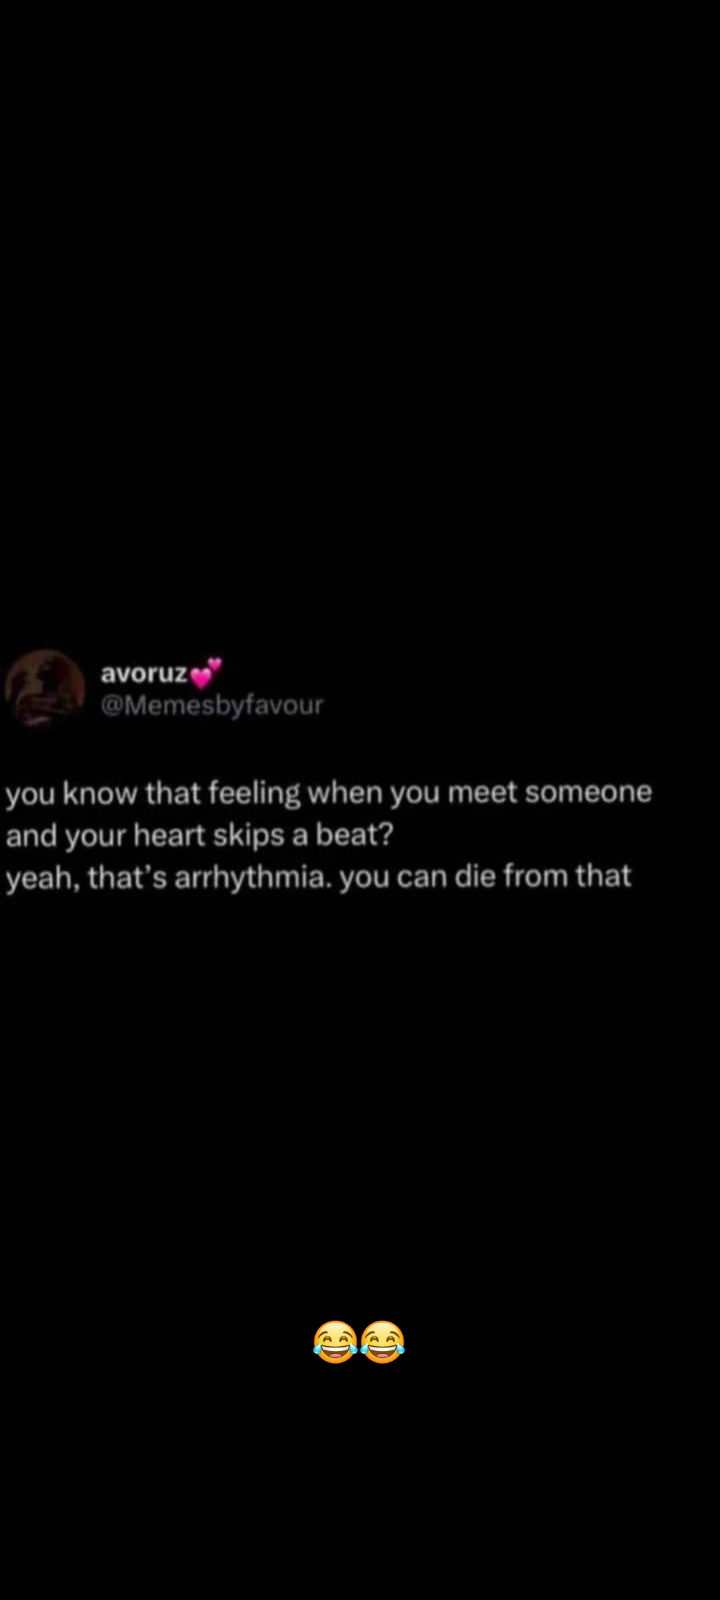 avoruz💕
@Memesbyfavour
you know that feeling when you meet someone
and your heart skips a beat?
yeah, that’s arrhythmia. you can die from that
😂😂